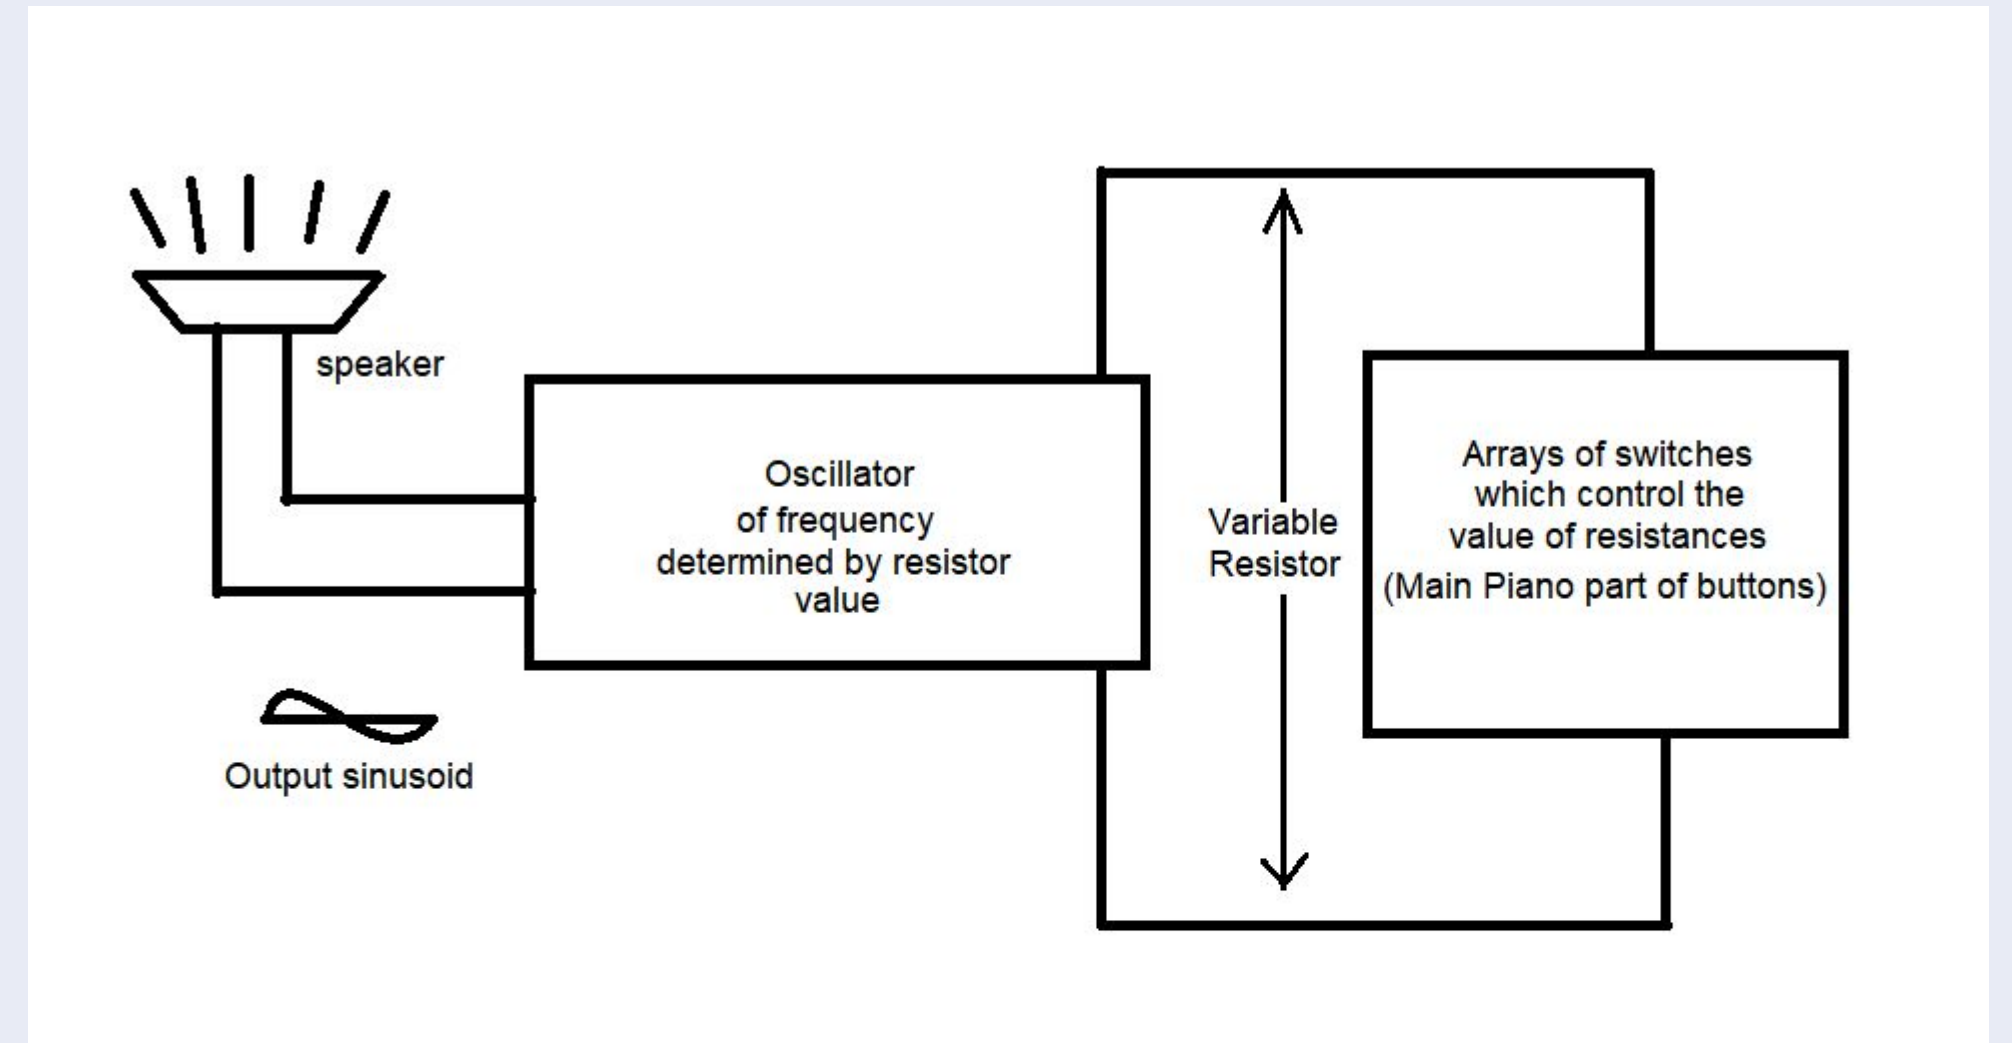 speaker
Oscillator
of frequency
determined by resistor
value
Variable
Resistor
Arrays of switches
which control the
value of resistances
(Main Piano part of buttons)
Output sinusoid